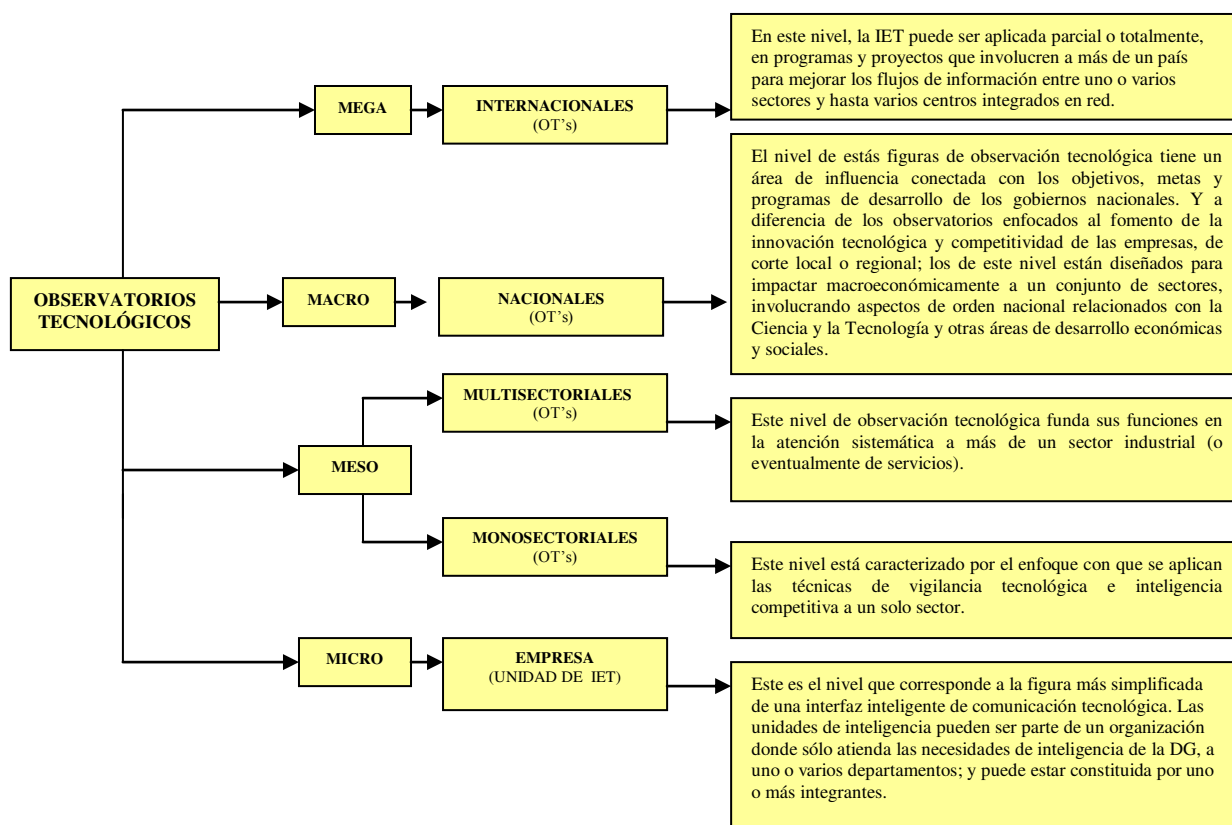 En este nivel, la IET puede ser aplicada parcial o totalmente,
en programas y proyectos que involucren a más de un país
para mejorar los flujos de información entre uno o varios
sectores y hasta varios centros integrados en red.
MEGA
INTERNACIONALES
(OT's)
El nivel de estás figuras de observación tecnológica tiene un
área de influencia conectada con los objetivos, metas y
programas de desarrollo de los gobiernos nacionales. Y a
diferencia de los observatorios enfocados al fomento de la
innovación tecnológica y competitividad de las empresas, de
corte local o regional; los de este nivel están diseñados para
impactar macroeconómicamente a un conjunto de sectores,
involucrando aspectos de orden nacional relacionados con la
Ciencia y la Tecnología y otras áreas de desarrollo económicas
y sociales.
OBSERVATORIOS
TECNOLÓGICOS
MACRO
NACIONALES
(OT's)
MULTISECTORIALES
(OT's)
Este nivel de observación tecnológica funda sus funciones en
la atención sistemática a más de un sector industrial (o
eventualmente de servicios).
MESO
MONOSECTORIALES
(OT's)
Este nivel está caracterizado por el enfoque con que se aplican
las técnicas de vigilancia tecnológica e inteligencia
competitiva a un solo sector.
MICRO
EMPRESA
(UNIDAD DE IET)
Este es el nivel que corresponde a la figura más simplificada
de una interfaz inteligente de comunicación tecnológica. Las
unidades de inteligencia pueden ser parte de un organización
donde sólo atienda las necesidades de inteligencia de la DG, a
uno o varios departamentos; y puede estar constituida por uno
o más integrantes.